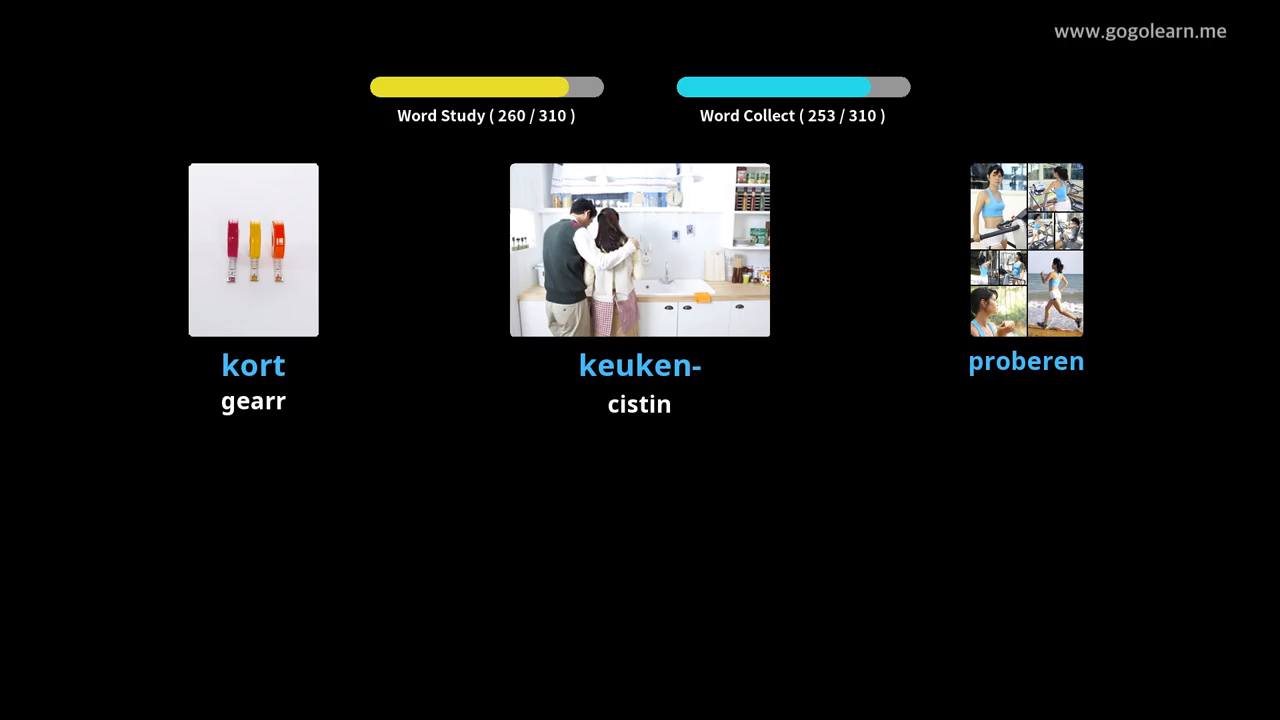 www.gogolearn.me
Word Study ( 260 / 310 )
Word Collect ( 253 / 310 )
kort
gearr
keuken-
cistin
proberen